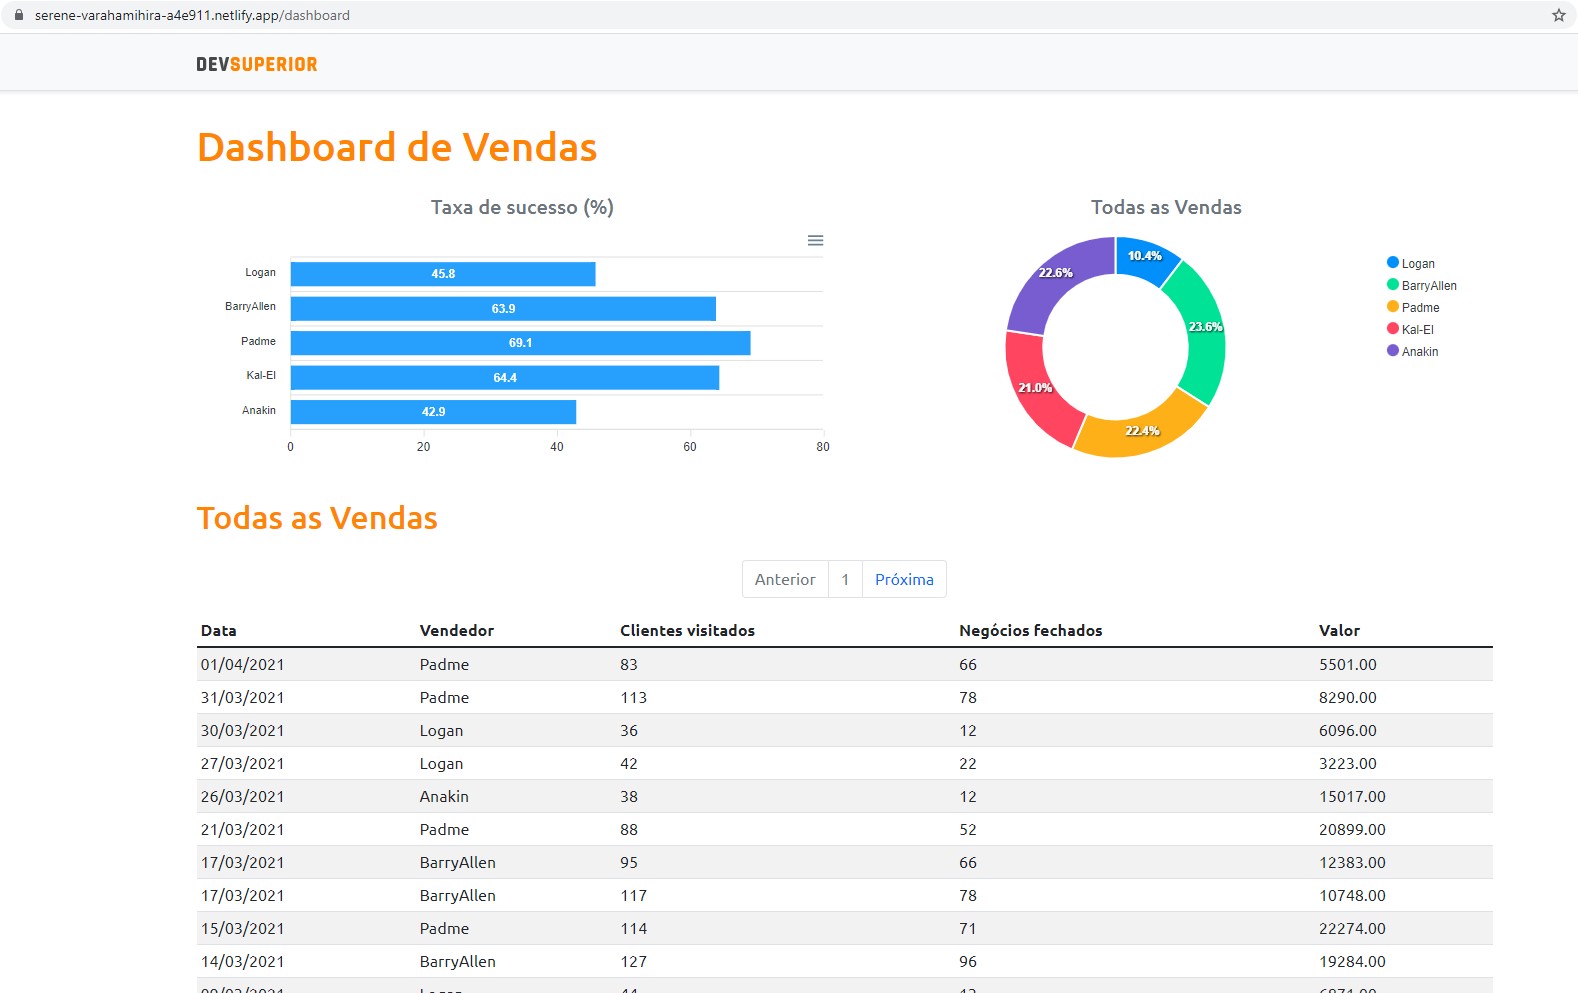 serene-varahamihira-a4e911.netlify.app/dashboard
DEVSUPERIOR
Dashboard de Vendas
Taxa de sucesso (%)
Logan 45.8
BarryAllen 63.9
Padme 69.1
Kal-El 64.4
Anakin 42.9
0 20 40 60 80
Todas as Vendas
10.4%
23.6%
22.4%
21.0%
22.6%
Logan
BarryAllen
Padme
Kal-El
Anakin
Todas as Vendas
Anterior 1 Próxima
Data Vendedor Clientes visitados Negócios fechados Valor
01/04/2021 Padme 83 66 5501.00
31/03/2021 Padme 113 78 8290.00
30/03/2021 Logan 36 12 6096.00
27/03/2021 Logan 42 22 3223.00
26/03/2021 Anakin 38 12 15017.00
21/03/2021 Padme 88 52 20899.00
17/03/2021 BarryAllen 95 66 12383.00
17/03/2021 BarryAllen 117 78 10748.00
15/03/2021 Padme 114 71 22274.00
14/03/2021 BarryAllen 127 96 19284.00